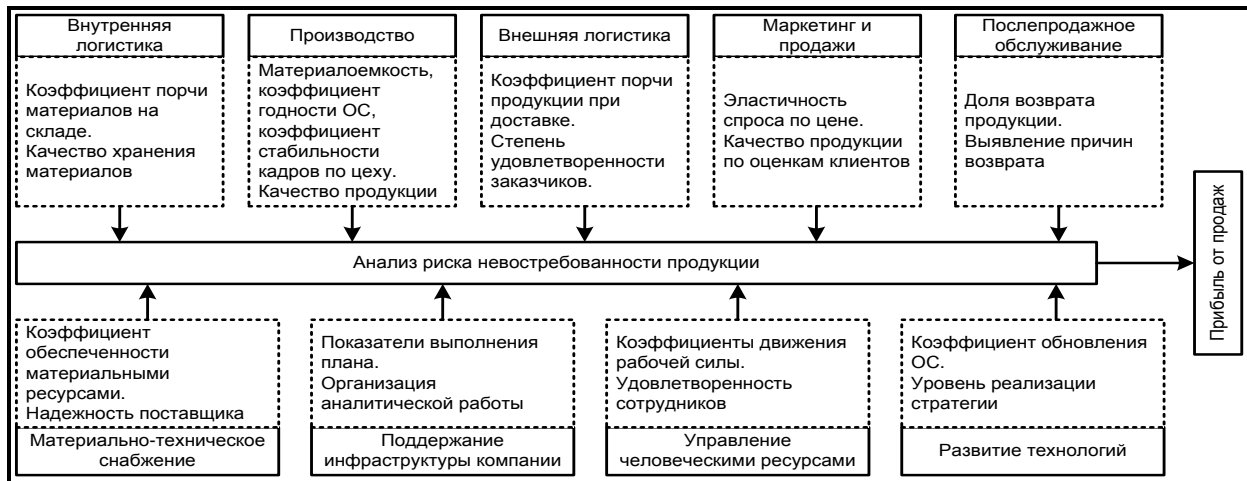 Внутренняя
логистика
Коэффициент порчи
материалов на
складе.
Качество хранения
материалов
Производство
Материалоемкость,
коэффициент
годности ОС,
коэффициент
стабильности
кадров по цеху.
Качество продукции
Внешняя логистика
Коэффициент порчи
продукции при
доставке.
Степень
удовлетворенности
заказчиков.
Маркетинг и
продажи
Эластичность
спроса по цене.
Качество продукции
по оценкам клиентов
Послепродажное
обслуживание
Доля возврата
продукции.
Выявление причин
возврата
Анализ риска невостребованности продукции
Прибыль от продаж
Коэффициент
обеспеченности
материальными
ресурсами.
Надежность поставщика
Материально-техническое
снабжение
Показатели выполнения
плана.
Организация
аналитической работы
Поддержание
инфраструктуры компании
Коэффициенты движения
рабочей силы.
Удовлетворенность
сотрудников
Управление
человеческими ресурсами
Коэффициент обновления
ОС.
Уровень реализации
стратегии
Развитие технологий